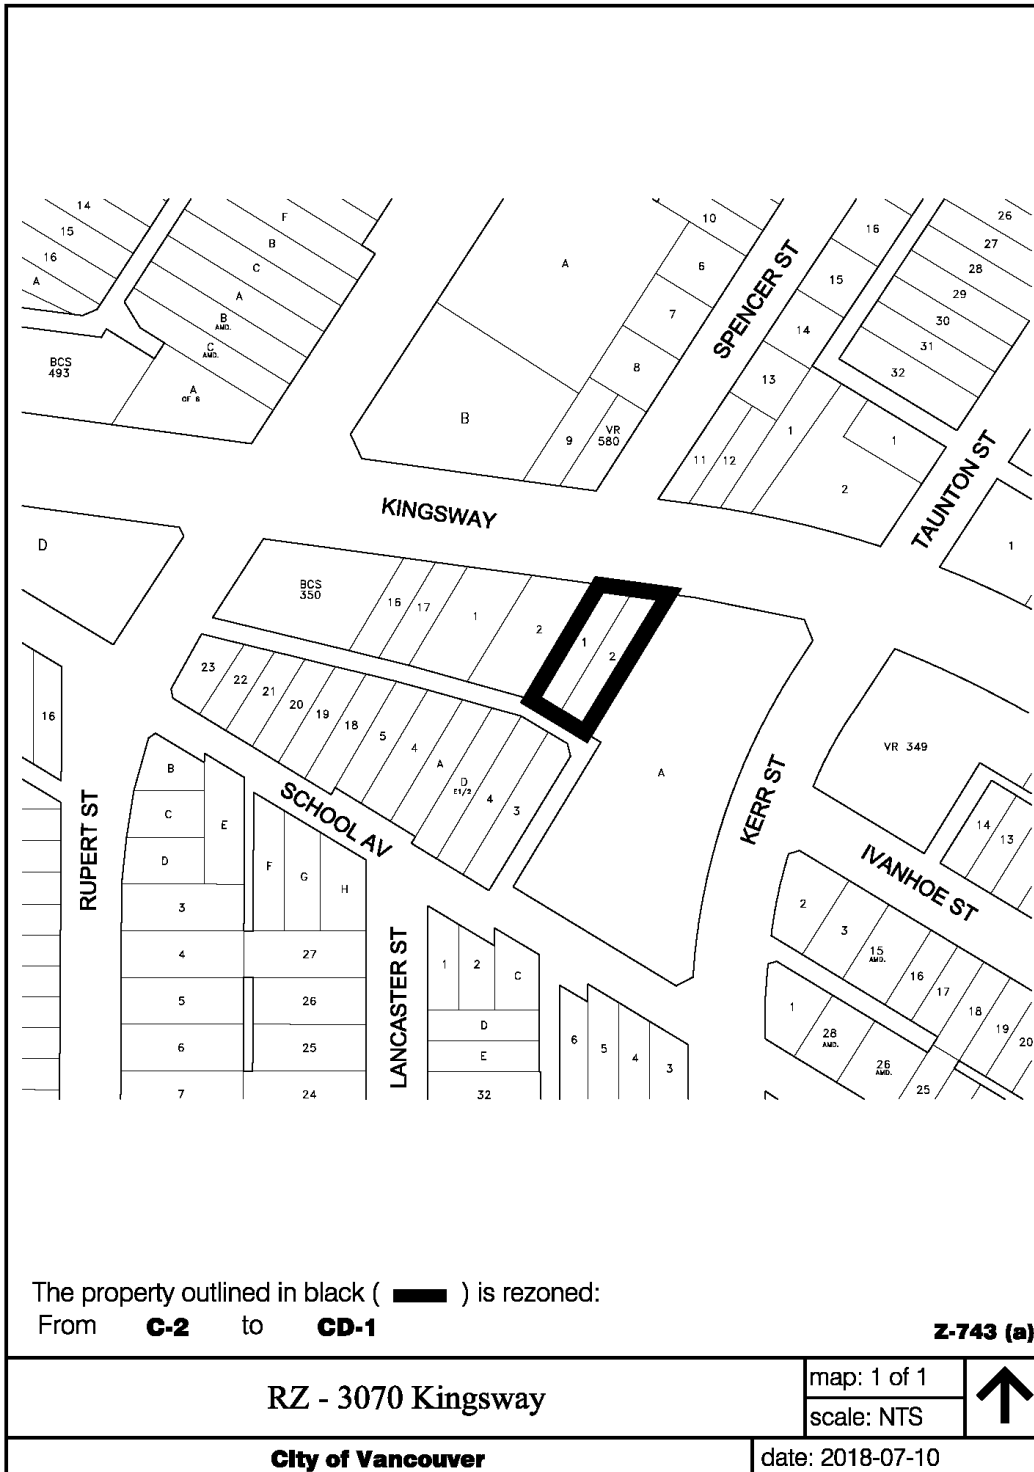 14
15
16
A
F
B
C
A
B
AMD.
C
AMD.
A
OF 6
BCS
493
A
B
10
6
7
8
9
VR
580
SPENCER ST
16
15
14
13
11
12
1
1
2
26
27
28
29
30
31
32
TAUNTON ST
1
KINGSWAY
D
BCS
350
16
17
1
2
1
2
23
22
21
20
19
18
5
4
A
D
E1/2
4
3
A
KERR ST
VR 349
14
13
IVANHOE ST
16
RUPERT ST
SCHOOL AV
B
C
D
E
F
G
H
3
4
5
6
7
27
26
25
24
LANCASTER ST
1
2
C
D
E
32
6
5
4
3
2
3
15
AMD.
16
17
18
19
20
1
28
AMD.
26
AMD.
25
The property outlined in black ( ) is rezoned:
From C-2 to CD-1
Z-743 (a)
RZ - 3070 Kingsway
map: 1 of 1
scale: NTS
City of Vancouver
date: 2018-07-10